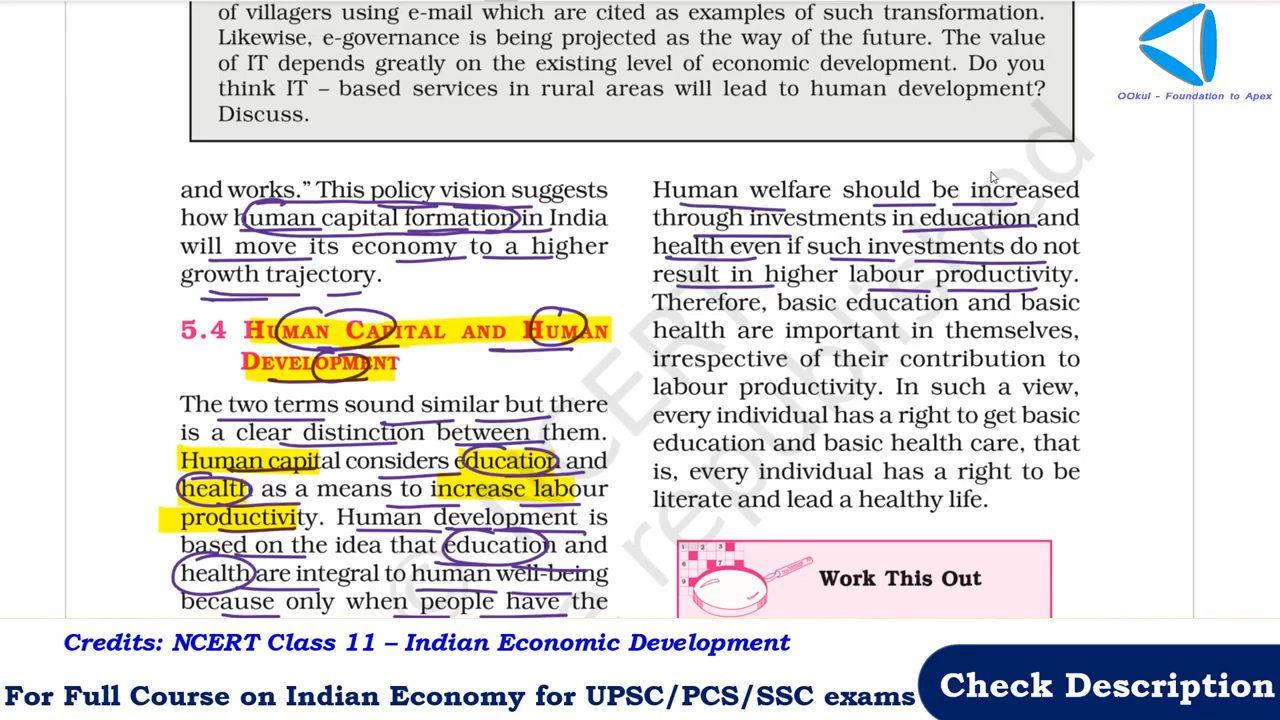 of villagers using e-mail which are cited as examples of such transformation.
Likewise, e-governance is being projected as the way of the future. The value
of IT depends greatly on the existing level of economic development. Do you
think IT – based services in rural areas will lead to human development?
Discuss.
OOkul - Foundation to Apex
and works.” This policy vision suggests
how human capital formation in India
will move its economy to a higher
growth trajectory.
5.4 HUMAN CAPITAL AND HUMAN
DEVELOPMENT
The two terms sound similar but there
is a clear distinction between them.
Human capital considers education and
health as a means to increase labour
productivity. Human development is
based on the idea that education and
health are integral to human well-being
because only when people have the
Human welfare should be increased
through investments in education and
health even if such investments do not
result in higher labour productivity.
Therefore, basic education and basic
health are important in themselves,
irrespective of their contribution to
labour productivity. In such a view,
every individual has a right to get basic
education and basic health care, that
is, every individual has a right to be
literate and lead a healthy life.
Work This Out
© NCERT
republished
Credits: NCERT Class 11 – Indian Economic Development
For Full Course on Indian Economy for UPSC/PCS/SSC exams
Check Description